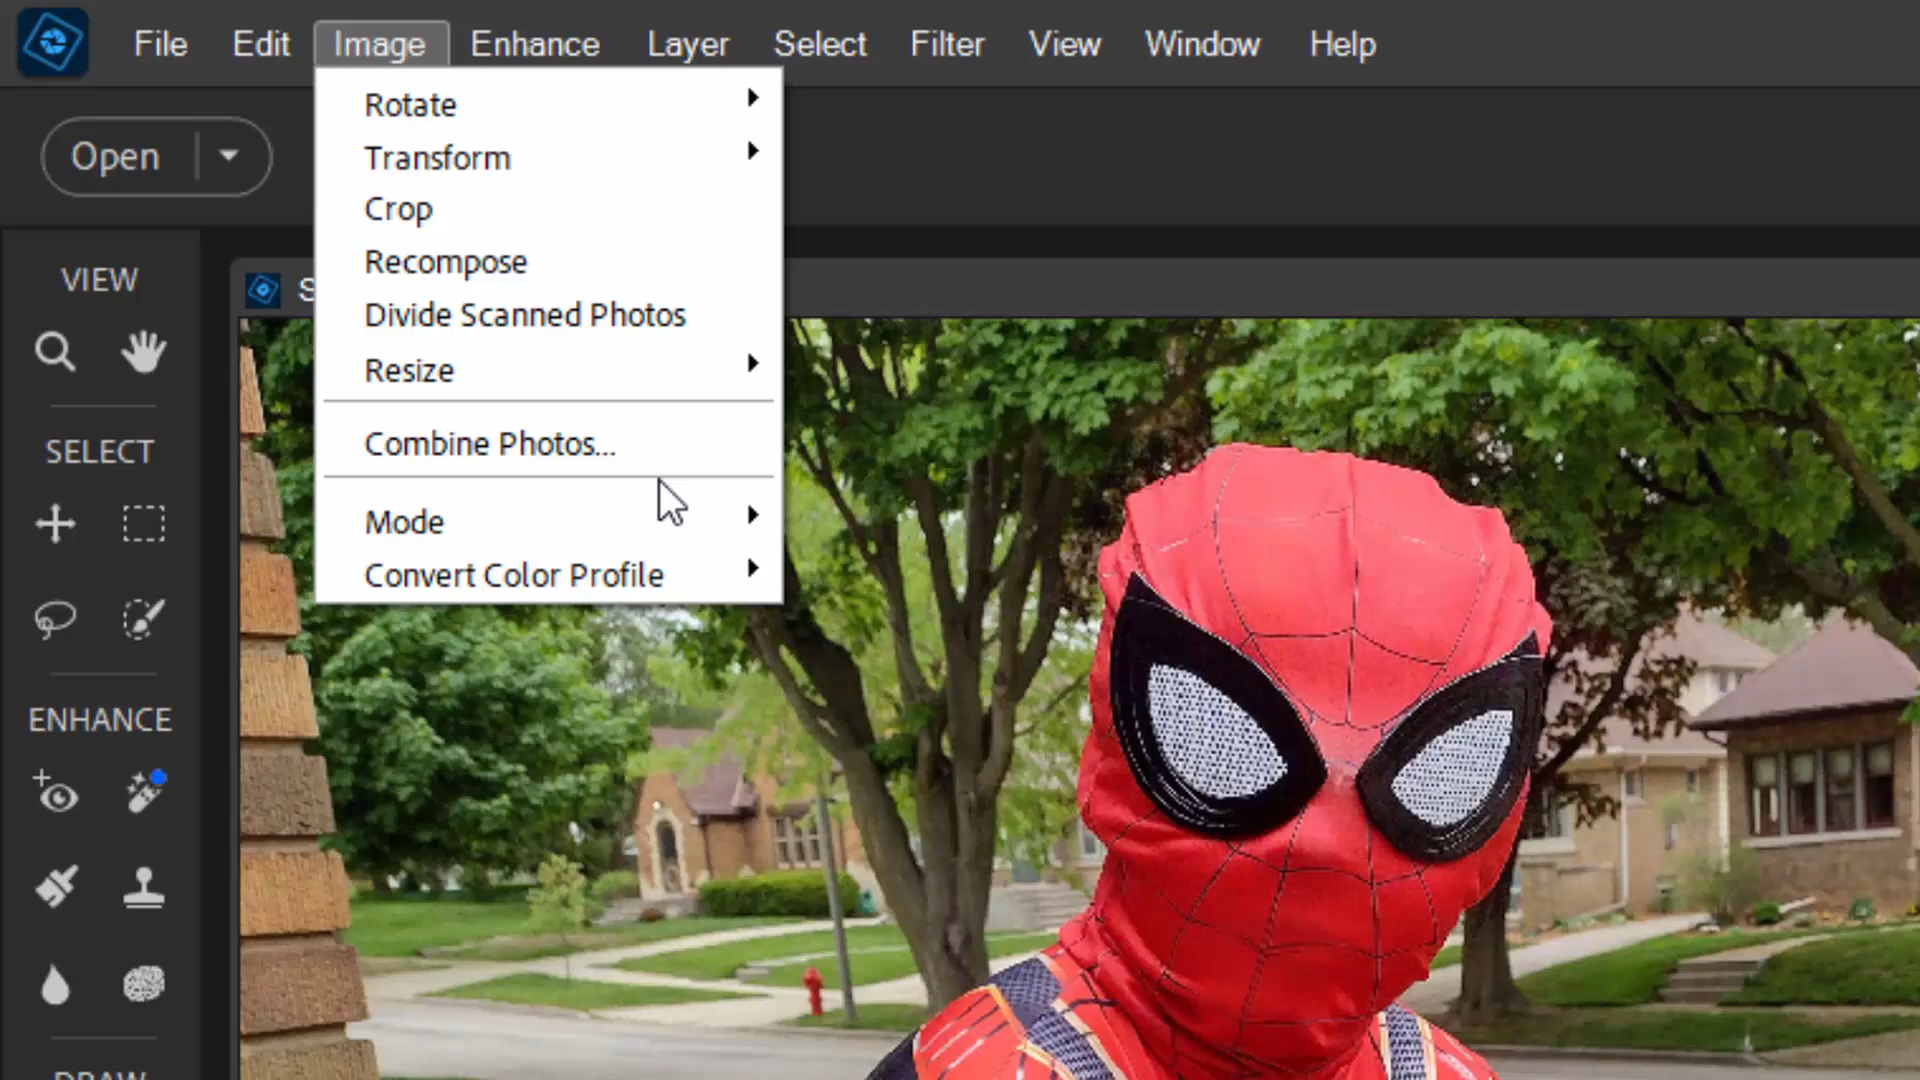 File Edit Image Enhance Layer Select Filter View Window Help
Open
Rotate
Transform
Crop
Recompose
Divide Scanned Photos
Resize
Combine Photos...
Mode
Convert Color Profile
VIEW
SELECT
ENHANCE
DRAW
S